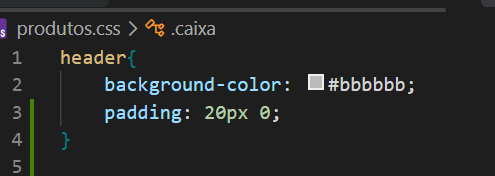 produtos.css > .caixa
1 header{
2 background-color: #bbbbbb;
3 padding: 20px 0;
4 }
5